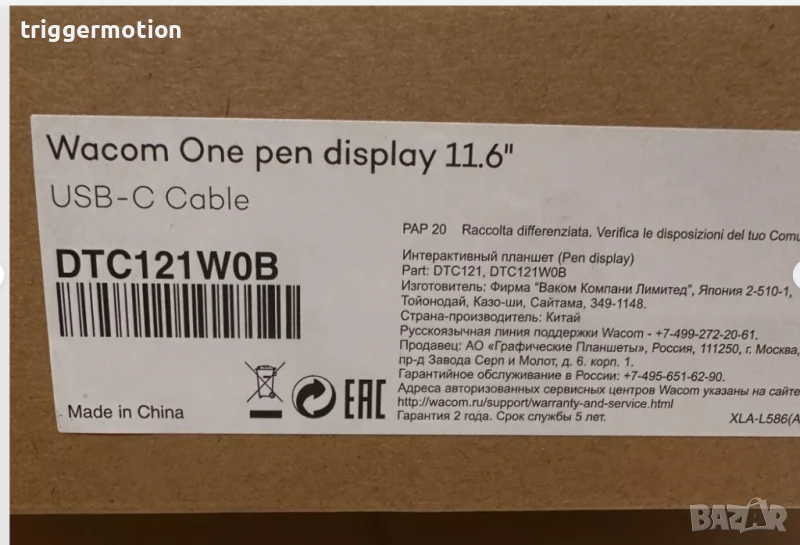 triggermotion
Wacom One pen display 11.6"
USB-C Cable
DTC121W0B
Made in China
EAC
PAP 20 Raccolta differenziata. Verifica le disposizioni del tuo
Интерактивный планшет (Pen display)
Part: DTC121, DTC121W0B
Изготовитель: Фирма "Ваком Компани Лимитед", Япония 2-510-1,
Тойонодай, Казо-ши, Сайтама, 349-1148.
Страна-производитель: Китай
Русскоязычная линия поддержки Wacom - +7-499-272-20-61.
Продавец: АО «Графические Планшеты», Россия, 111250, г. Москва,
пр-д Завода Серп и Молот, д. 6. корп. 1.
Гарантийное обслуживание в России: +7-495-651-62-90.
Адреса авторизованных сервисных центров Wacom указаны на сайте
http://wacom.ru/support/warranty-and-service.html
Гарантия 2 года. Срок службы 5 лет.
XLA-L586(A
BAZAR